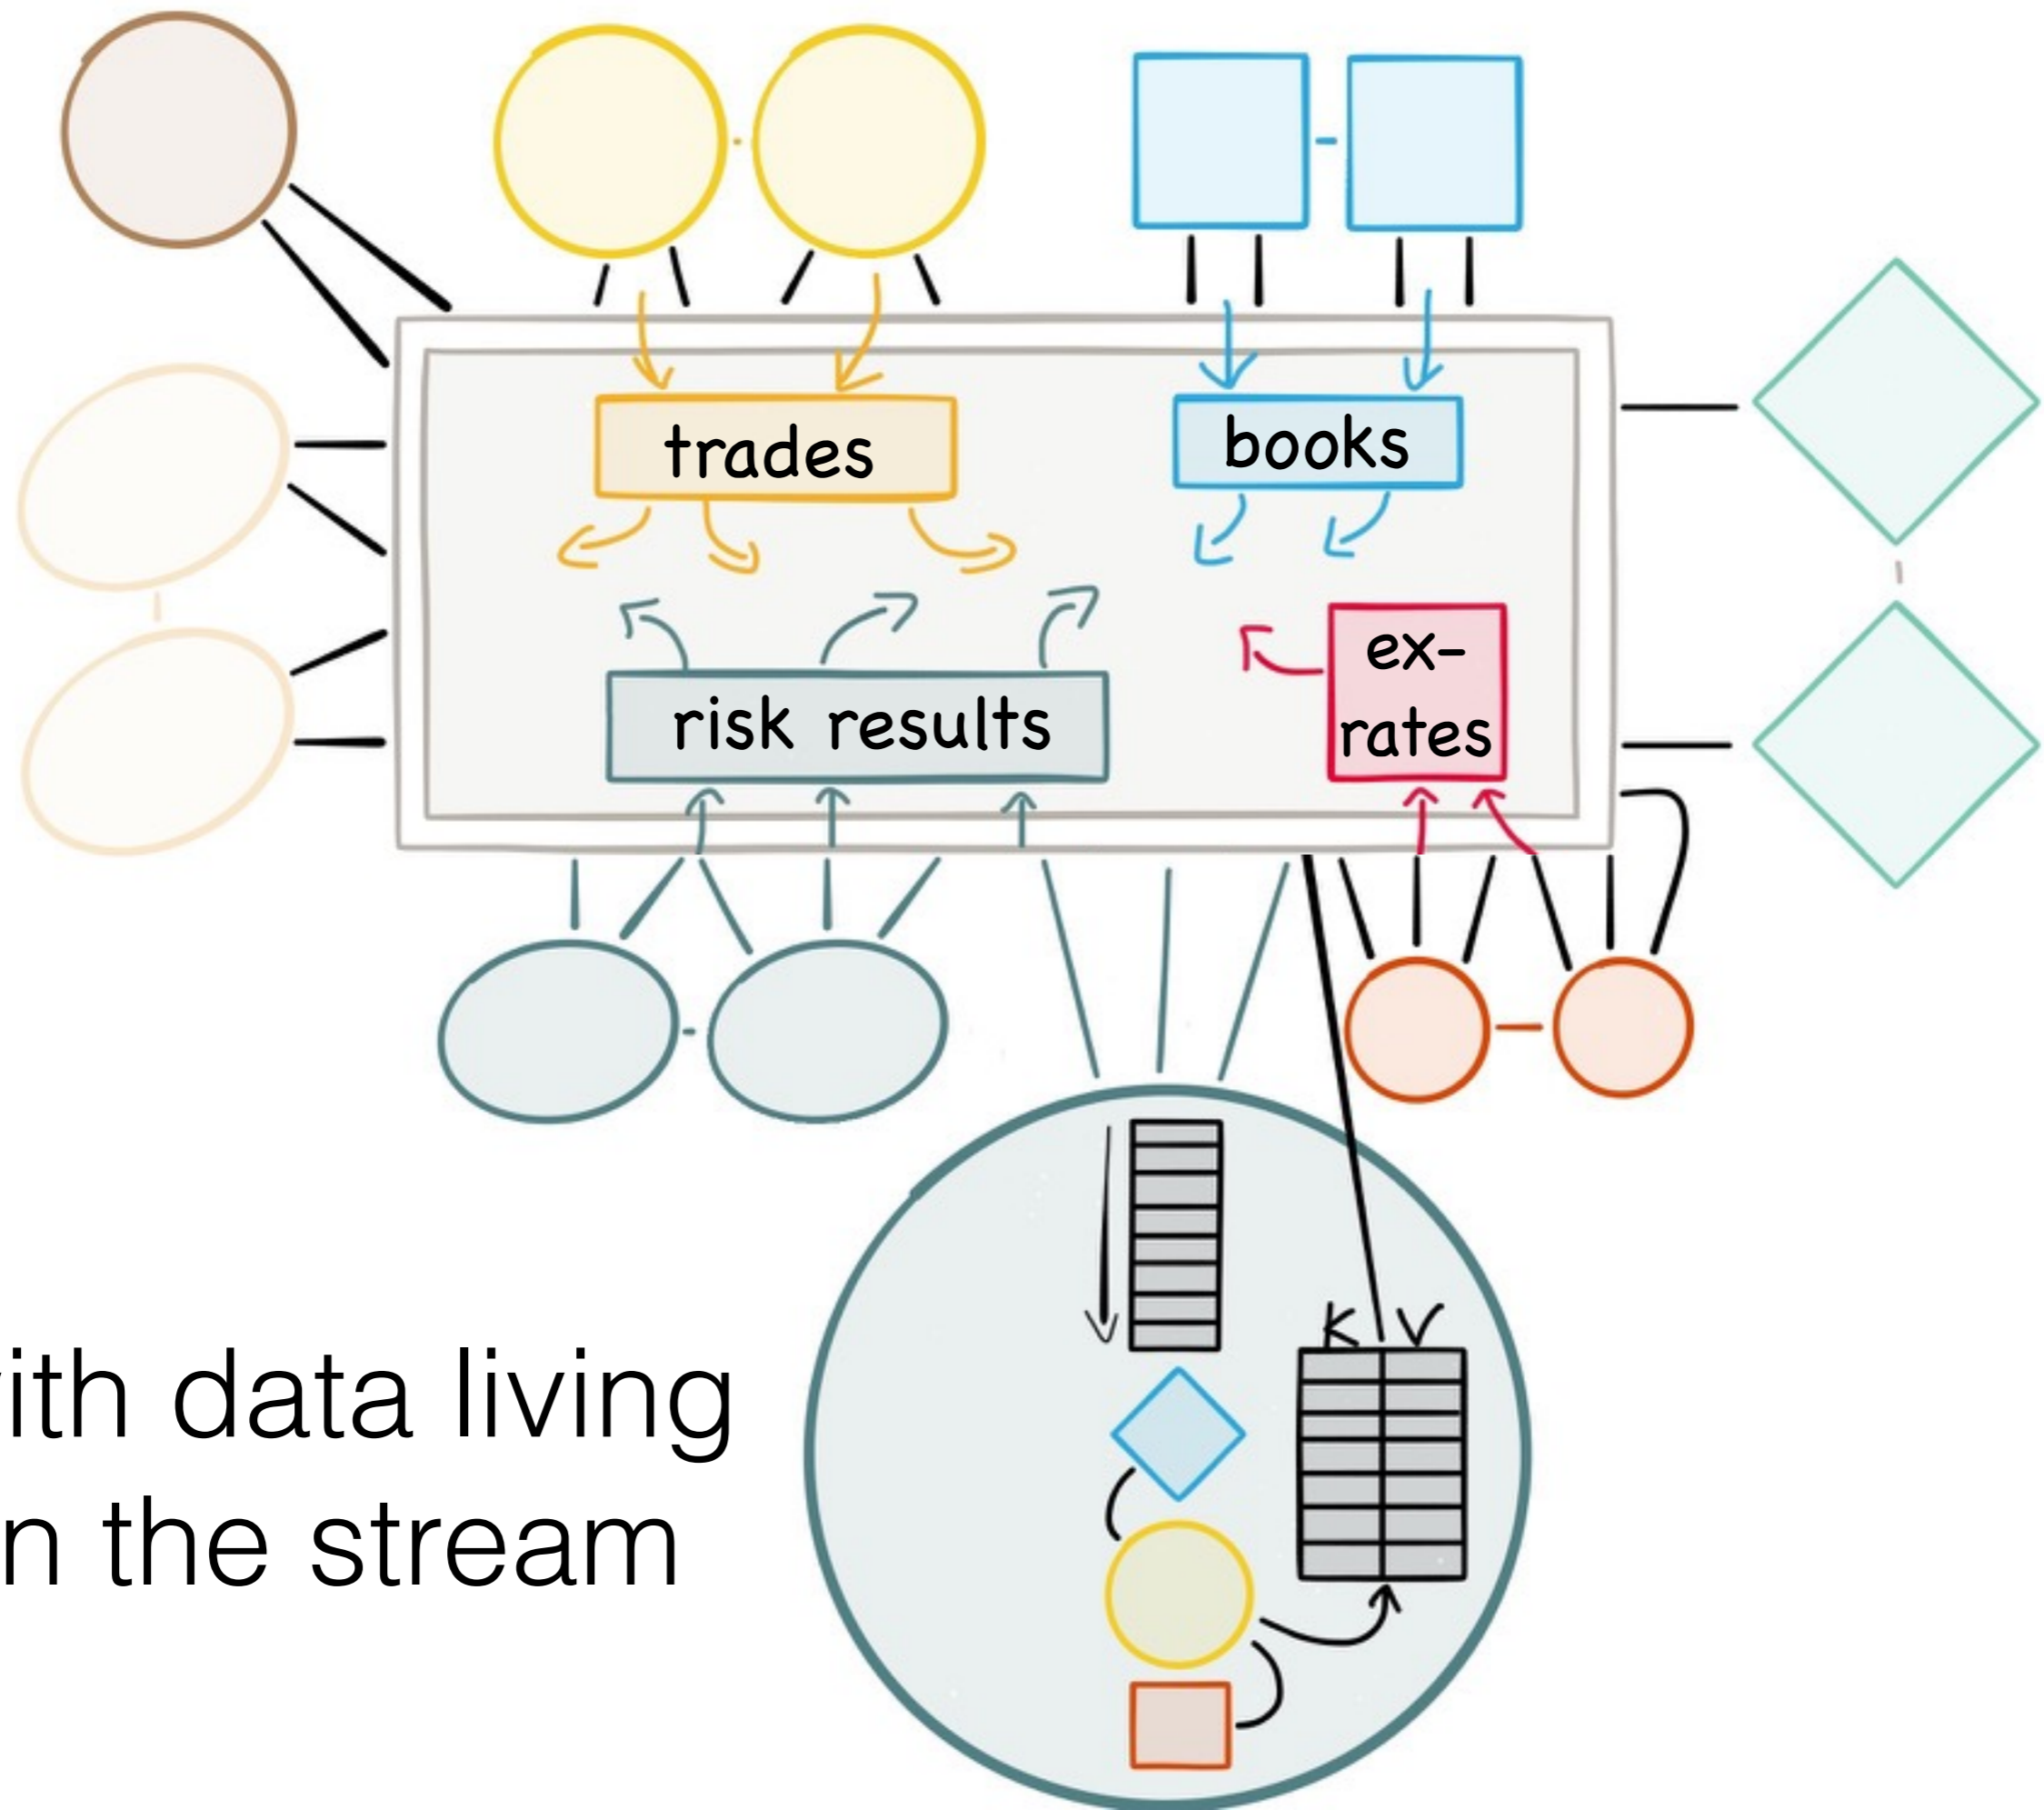 trades
books
ex-
rates
risk results
K V
ith data living
n the stream